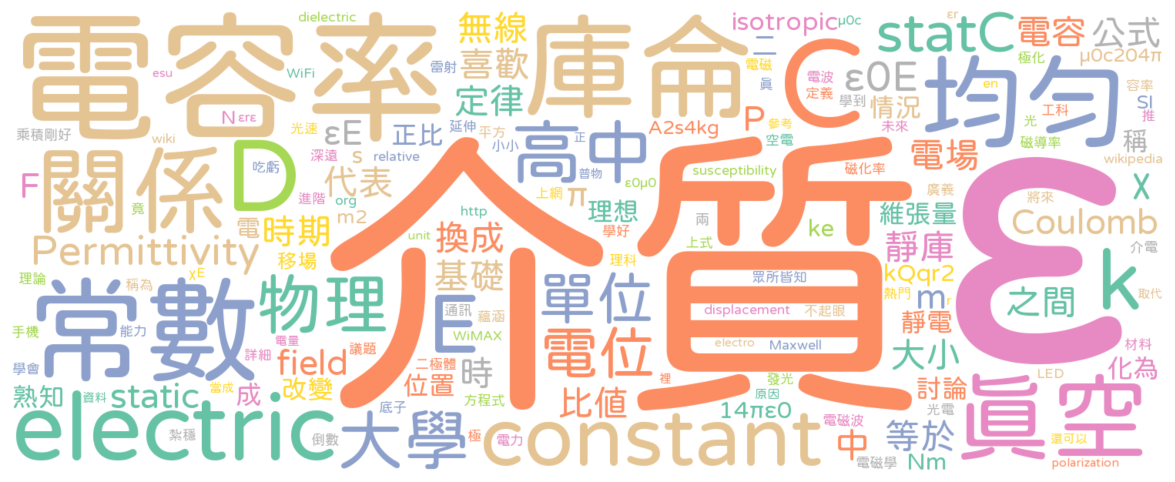 dielectric
無線
isotropic
μ0c
εr
電容率
庫侖
C
statC
電容
公式
喜歡
二
電磁
雷射
眞
電波
定義
esu
WiFi
ε0E
均勻
極化
μ0c204π
N
εrε
定律
學到
情況
en
容率
光速
εE
正比
延伸
平方
A2s4kg
P
參考
未來
工科
SI
推
乘積剛好
wiki
高中
小小
正
空電
光
磁導率
稱
關係
D
吃虧
深遠
s
relative
普物
ε0μ0
susceptibility
磁化率
電場
wikipedia
F
竟
進階
代表
org
上網
π
廣義
將來
x
m2
http
理想
兩
維張量
Coulomb
電
時期
學好
ke
Permittivity
移場
unit
換成
上式
靜庫
介電
理論
稱為
χE
基礎
理科
眾所皆知
kQqr2
ε
k
常數
物理
介質
通訊
E
單位
displacement
不起眼
熱門
m
r
之間
取代
手機
能力
電量
蘊涵
WiMAX
靜電
學會
詳細
field
議題
二極體
電位
electro
Maxwell
大小
材料
化為
熟知
資料
static
當成
成
改變
位置
時
方程式
比值
裡
發光
原因
討論
LED
electric
底子
14πε0
光電
眞空
紮穩
倒數
大學
極
電力
constant
電磁波
中
等於
還可以
電磁學
Nm
polarization